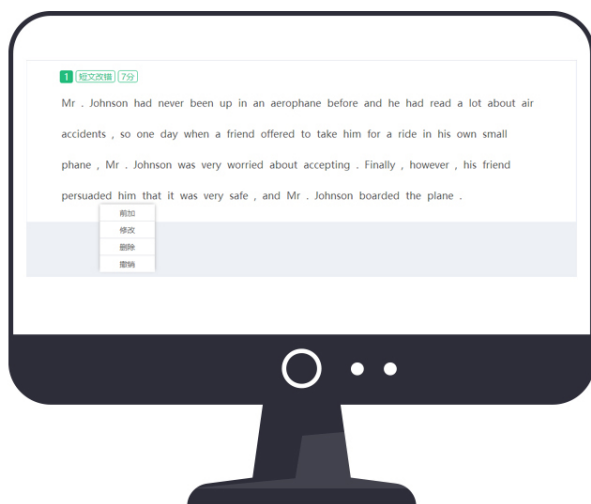 1 短文改错 7分
Mr . Johnson had never been up in an aerophane before and he had read a lot about air
accidents , so one day when a friend offered to take him for a ride in his own small
phane , Mr . Johnson was very worried about accepting . Finally , however , his friend
persuaded him that it was very safe , and Mr . Johnson boarded the plane .
前加
修改
删除
撤销